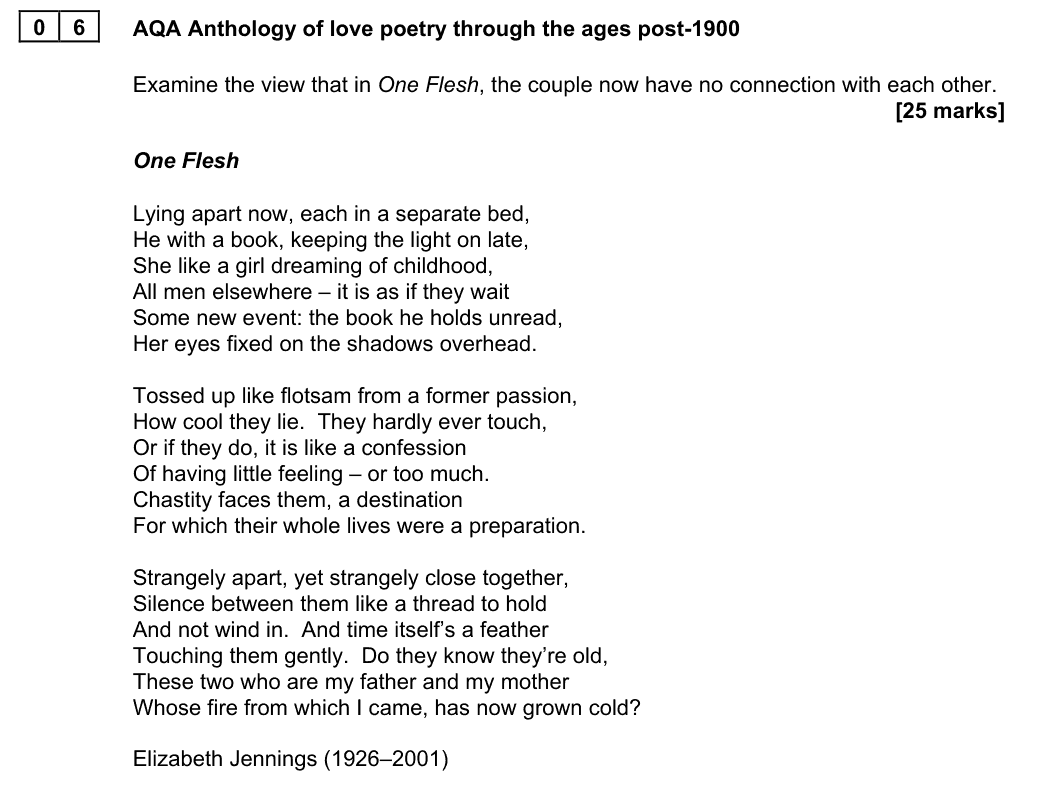 0 6 AQA Anthology of love poetry through the ages post-1900
Examine the view that in One Flesh, the couple now have no connection with each other.
[25 marks]
One Flesh
Lying apart now, each in a separate bed,
He with a book, keeping the light on late,
She like a girl dreaming of childhood,
All men elsewhere – it is as if they wait
Some new event: the book he holds unread,
Her eyes fixed on the shadows overhead.
Tossed up like flotsam from a former passion,
How cool they lie. They hardly ever touch,
Or if they do, it is like a confession
Of having little feeling – or too much.
Chastity faces them, a destination
For which their whole lives were a preparation.
Strangely apart, yet strangely close together,
Silence between them like a thread to hold
And not wind in. And time itself's a feather
Touching them gently. Do they know they're old,
These two who are my father and my mother
Whose fire from which I came, has now grown cold?
Elizabeth Jennings (1926–2001)